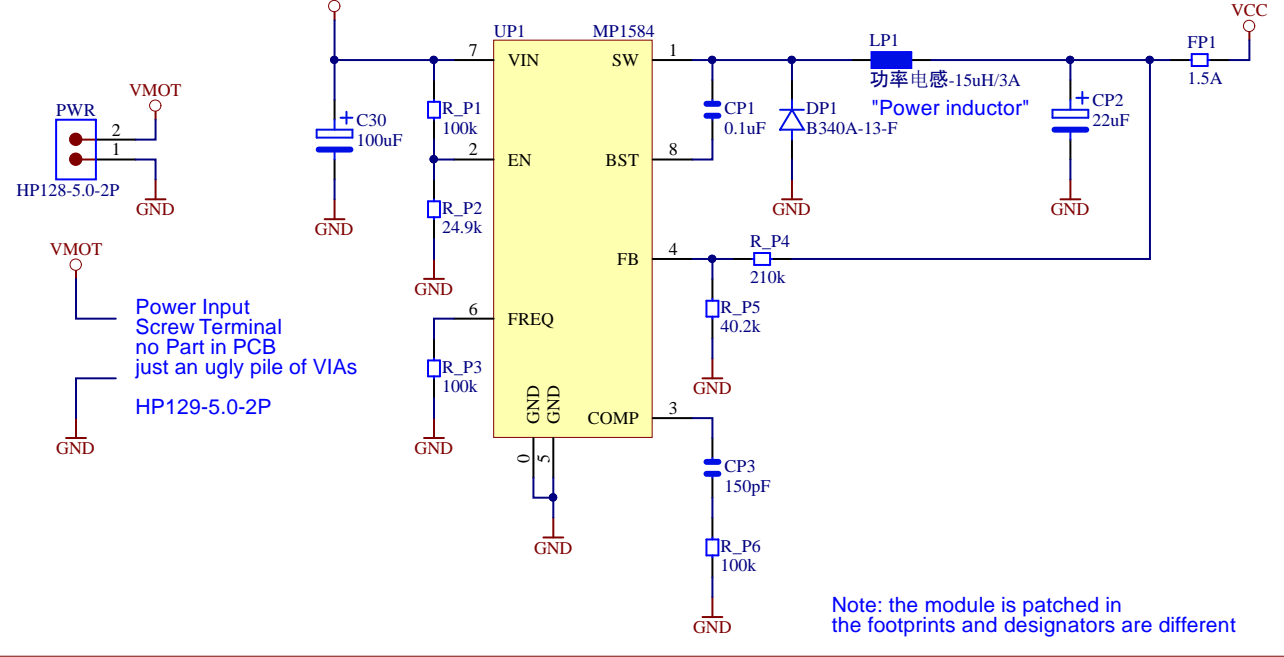 VCC
UP1
MP1584
LP1
FP1
7
VIN
SW
1
功率电感-15uH/3A
1.5A
VMOT
PWR
2
1
HP128-5.0-2P
GND
C30
100uF
GND
R_P1
100k
2
EN
R_P2
24.9k
GND
CP1
0.1uF
8
BST
DP1
B340A-13-F
GND
"Power inductor"
CP2
22uF
GND
VMOT
Power Input
Screw Terminal
no Part in PCB
just an ugly pile of VIAs
HP129-5.0-2P
GND
FB
4
R_P4
210k
R_P5
40.2k
GND
6
FREQ
R_P3
100k
GND
GND
GND
0
5
GND
COMP
3
CP3
150pF
R_P6
100k
GND
Note: the module is patched in
the footprints and designators are different